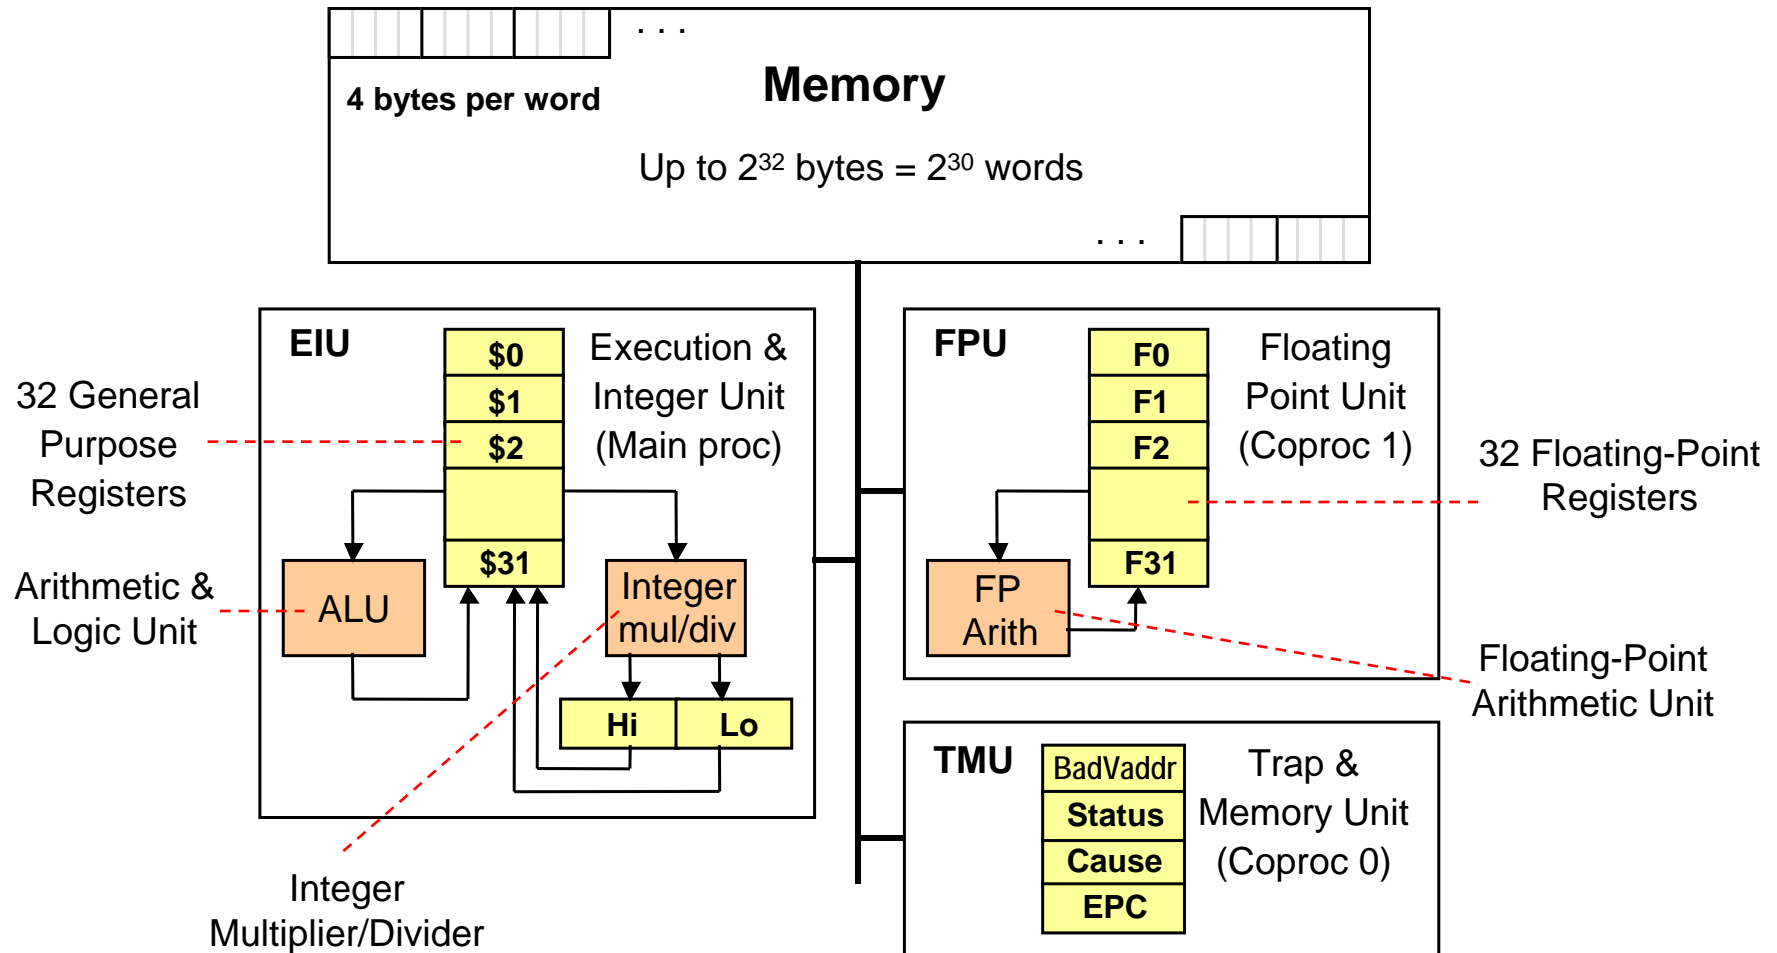 . . .
Memory
4 bytes per word
Up to 2³² bytes = 2³⁰ words
. . .
EIU
$0
$1
$2
$31
Execution &
Integer Unit
(Main proc)
32 General
Purpose
Registers
Arithmetic &
Logic Unit
ALU
Integer
mul/div
Hi
Lo
Integer
Multiplier/Divider
FPU
F0
F1
F2
F31
Floating
Point Unit
(Coproc 1)
32 Floating-Point
Registers
FP
Arith
Floating-Point
Arithmetic Unit
TMU
BadVaddr
Status
Cause
EPC
Trap &
Memory Unit
(Coproc 0)